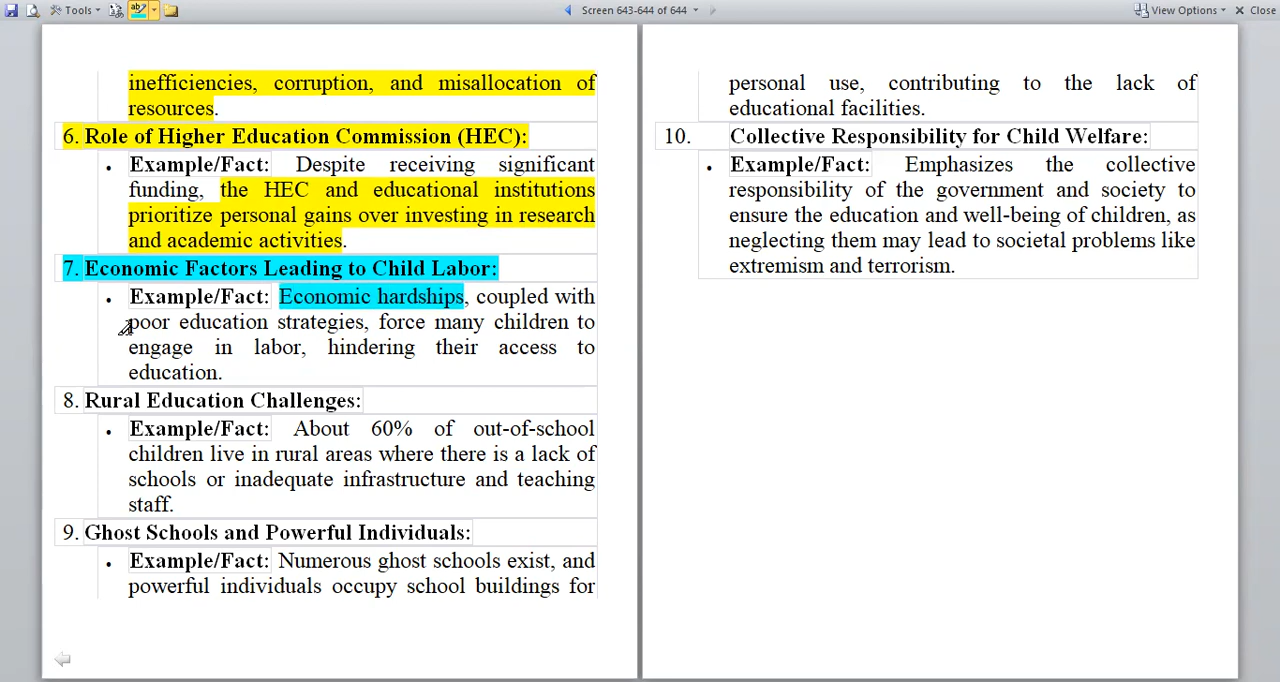 Tools
Screen 643-644 of 644
View Options
Close
inefficiencies, corruption, and misallocation of
resources.
6. Role of Higher Education Commission (HEC):
• Example/Fact: Despite receiving significant
funding, the HEC and educational institutions
prioritize personal gains over investing in research
and academic activities.
7. Economic Factors Leading to Child Labor:
• Example/Fact: Economic hardships, coupled with
poor education strategies, force many children to
engage in labor, hindering their access to
education.
8. Rural Education Challenges:
• Example/Fact: About 60% of out-of-school
children live in rural areas where there is a lack of
schools or inadequate infrastructure and teaching
staff.
9. Ghost Schools and Powerful Individuals:
• Example/Fact: Numerous ghost schools exist, and
powerful individuals occupy school buildings for
personal use, contributing to the lack of
educational facilities.
10. Collective Responsibility for Child Welfare:
• Example/Fact: Emphasizes the collective
responsibility of the government and society to
ensure the education and well-being of children, as
neglecting them may lead to societal problems like
extremism and terrorism.